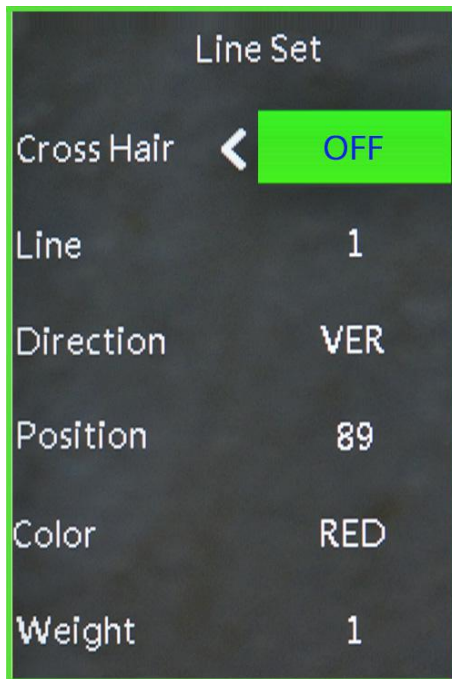 Line Set
Cross Hair < OFF
Line 1
Direction VER
Position 89
Color RED
Weight 1